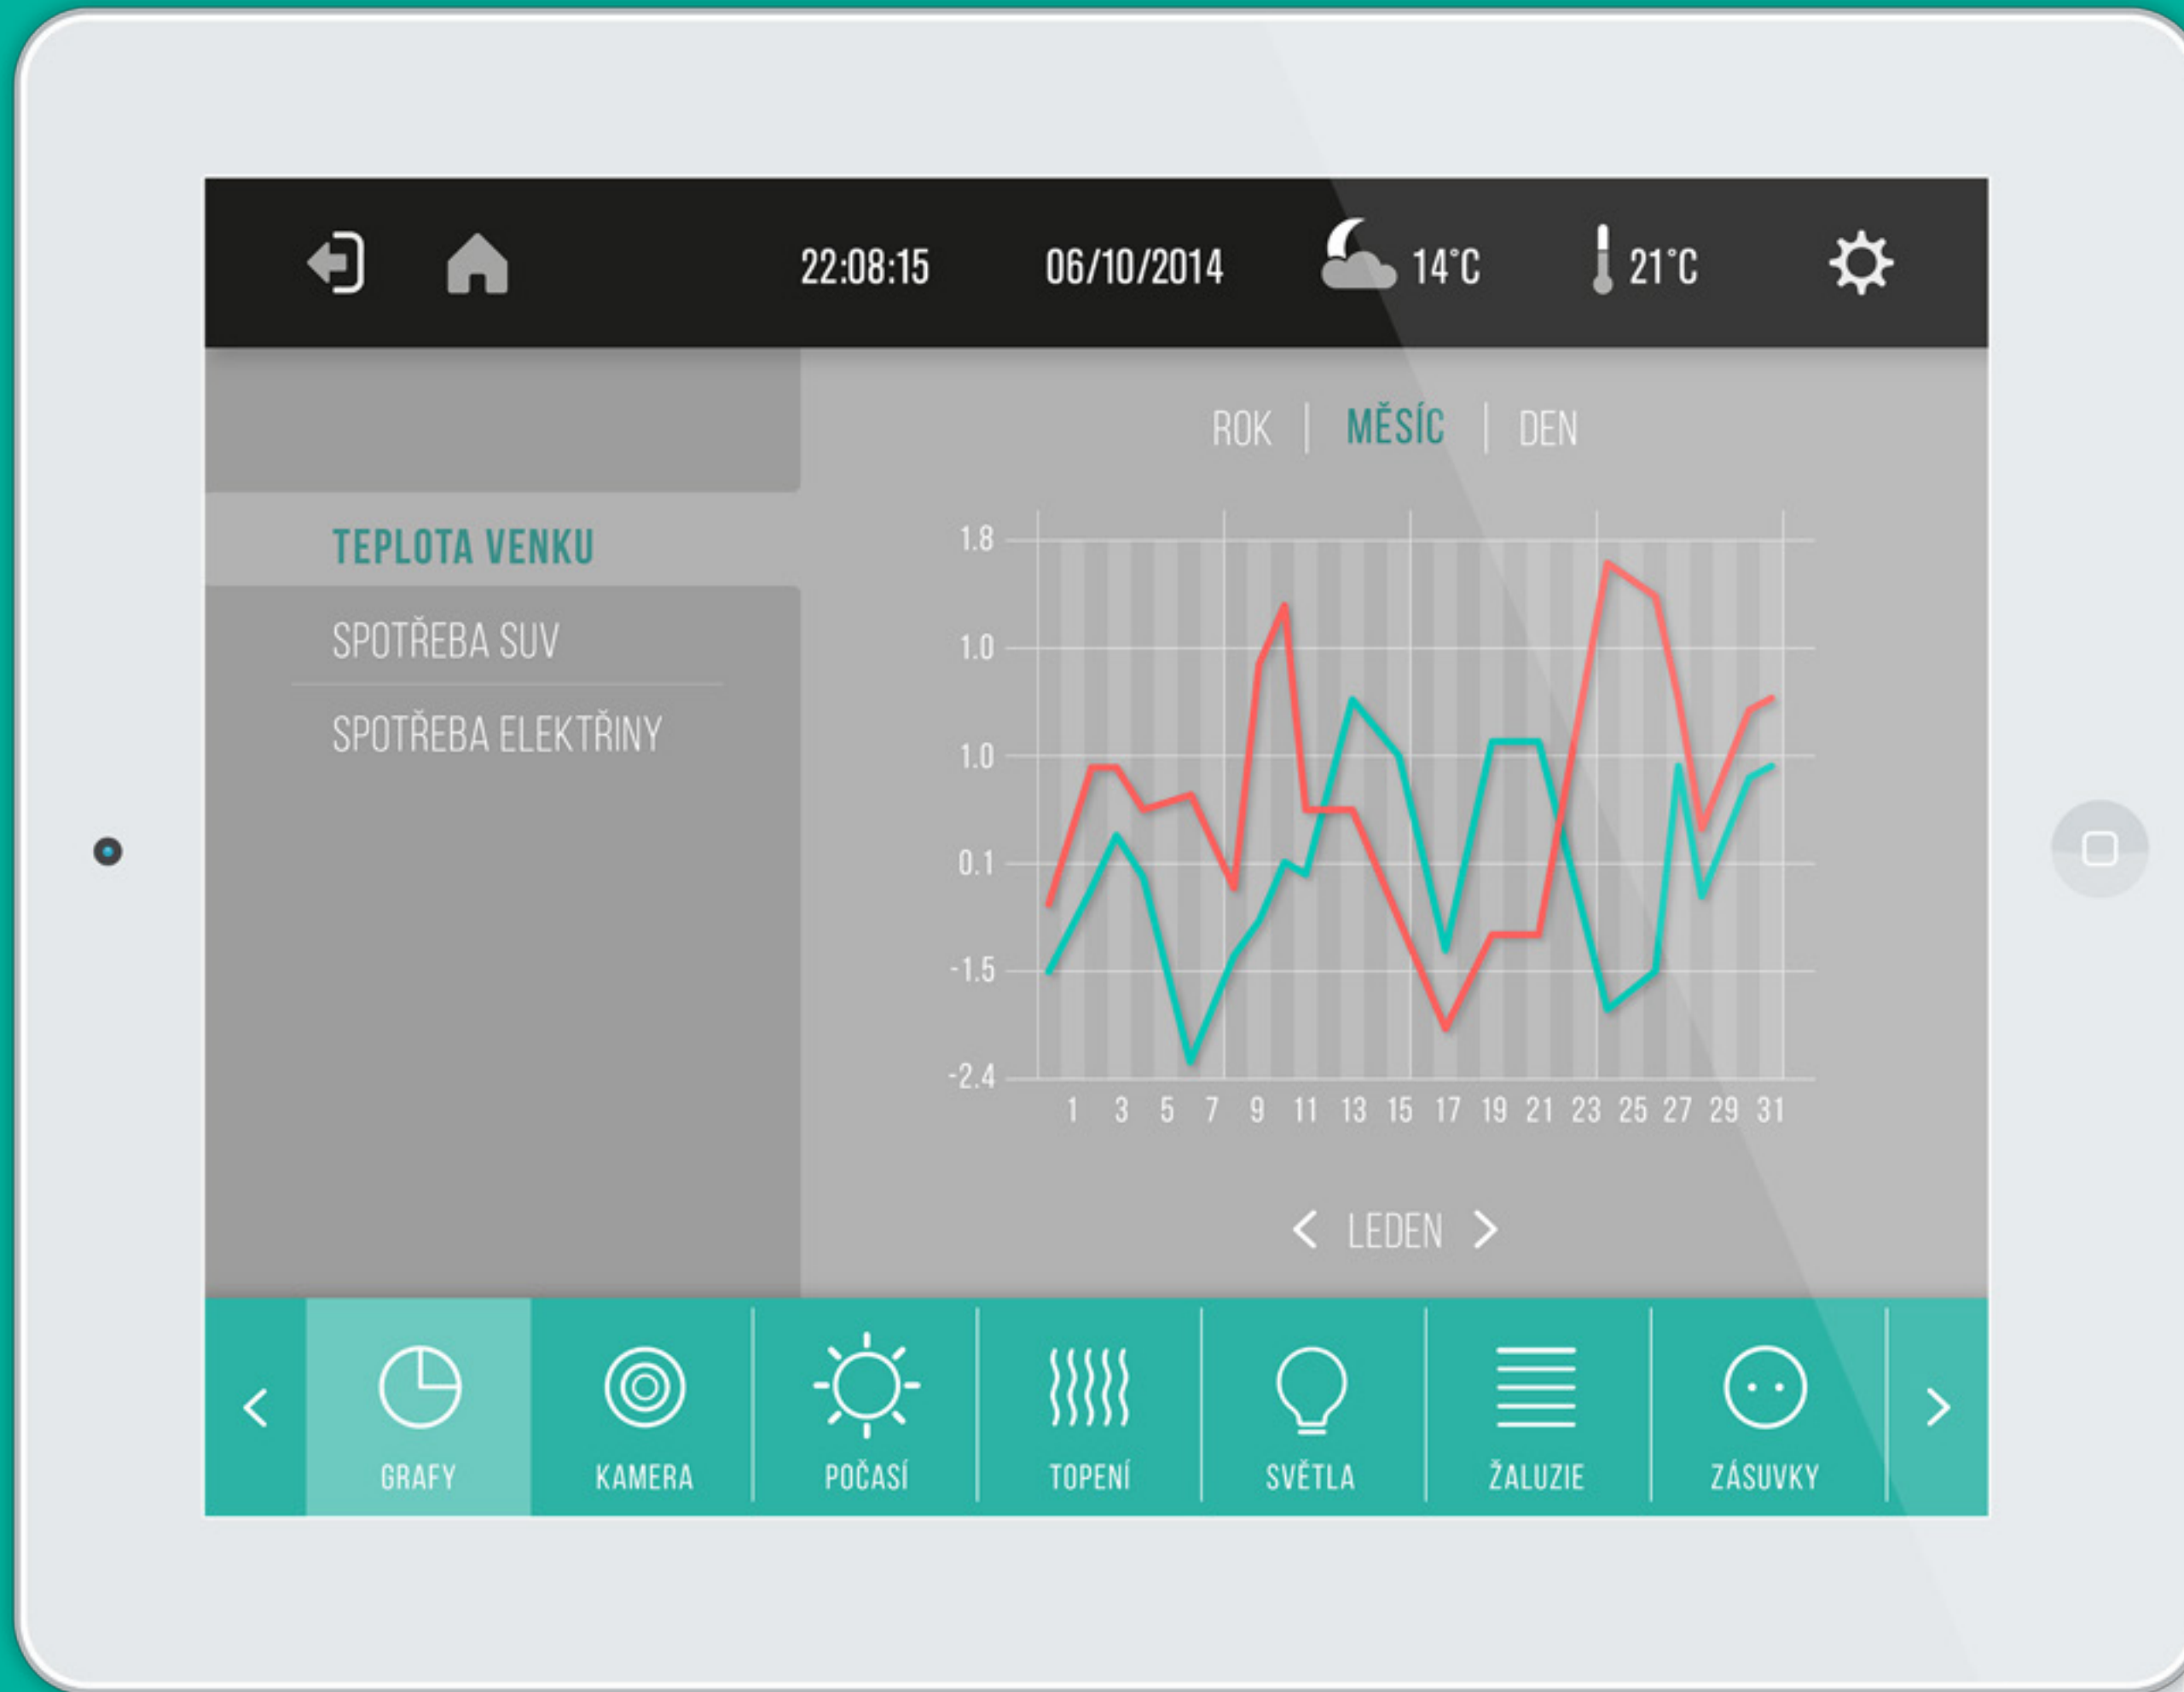 22:08:15 06/10/2014 14°C 21°C
ROK | MĚSÍC | DEN
TEPLOTA VENKU
SPOTŘEBA SUV
SPOTŘEBA ELEKTŘINY
1.8
1.0
1.0
0.1
-1.5
-2.4
1 3 5 7 9 11 13 15 17 19 21 23 25 27 29 31
< LEDEN >
GRAFY KAMERA POČASÍ TOPENÍ SVĚTLA ŽALUZIE ZÁSUVKY